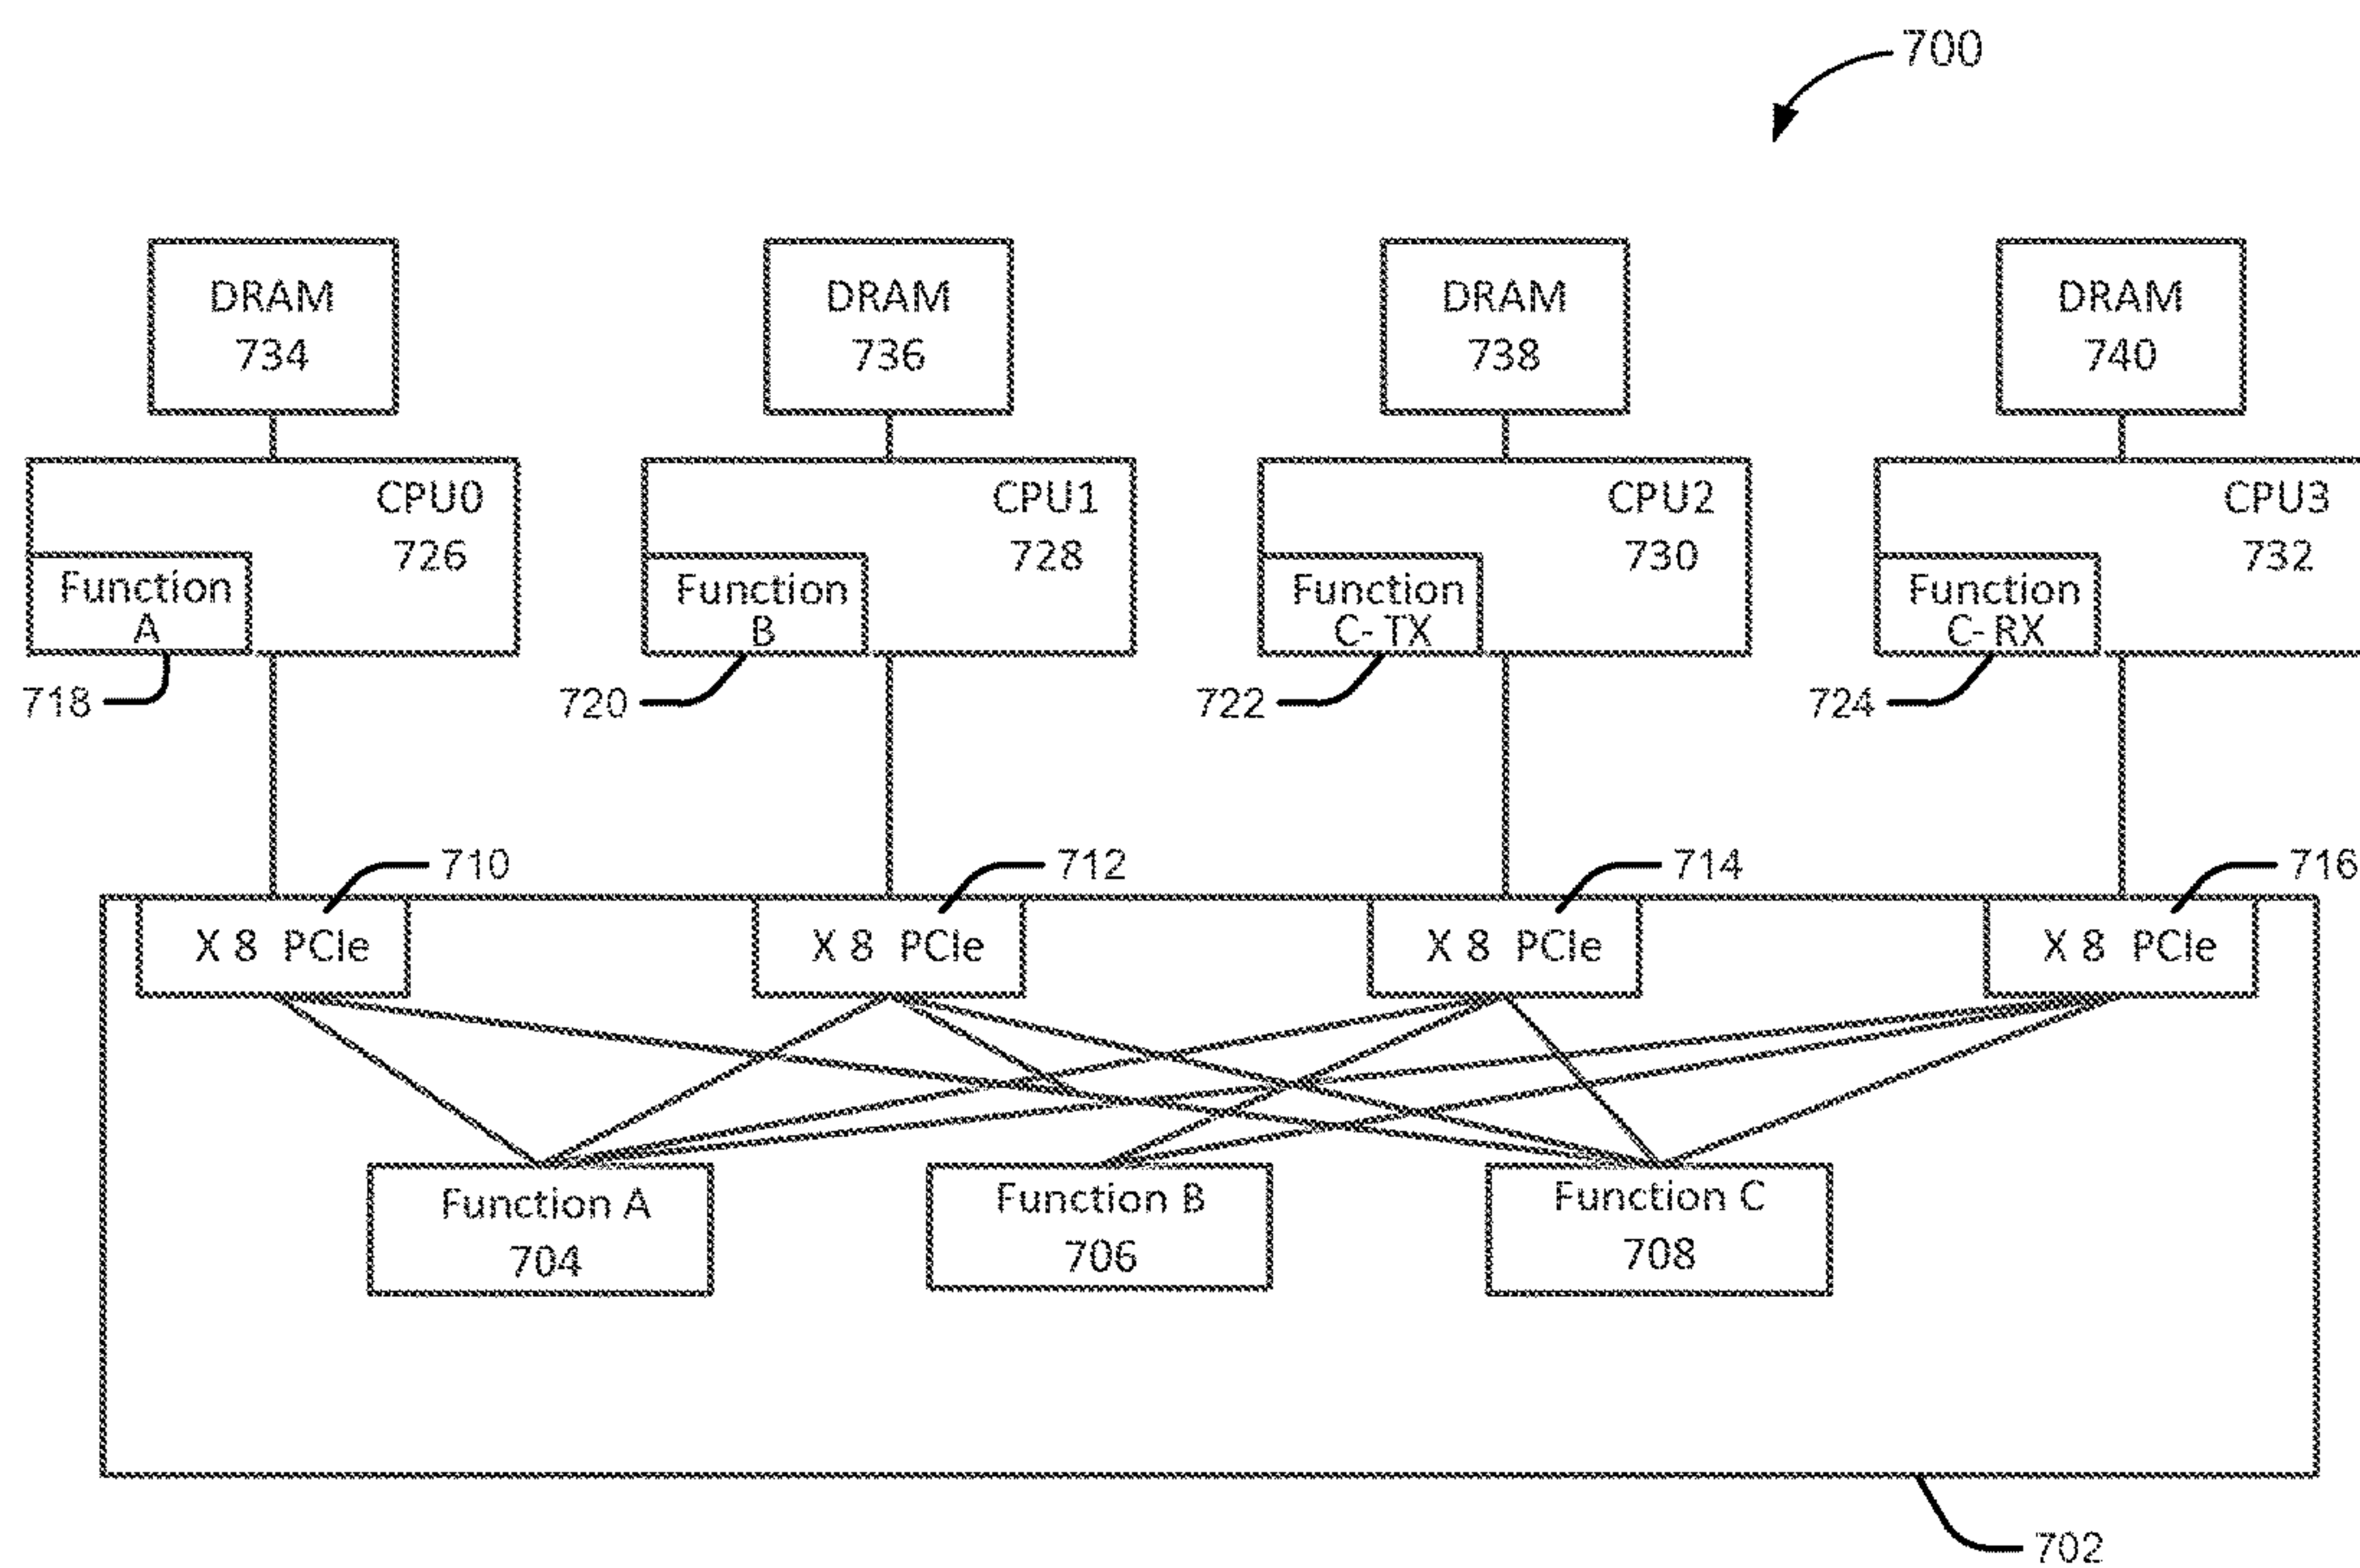 700
DRAM
734
DRAM
736
DRAM
738
DRAM
740
CPU0
726
Function
A
718
CPU1
728
Function
B
720
CPU2
730
Function
C- TX
722
CPU3
732
Function
C- RX
724
710
712
714
716
X 8 PCIe
X 8 PCIe
X 8 PCIe
X 8 PCIe
Function A
704
Function B
706
Function C
708
702